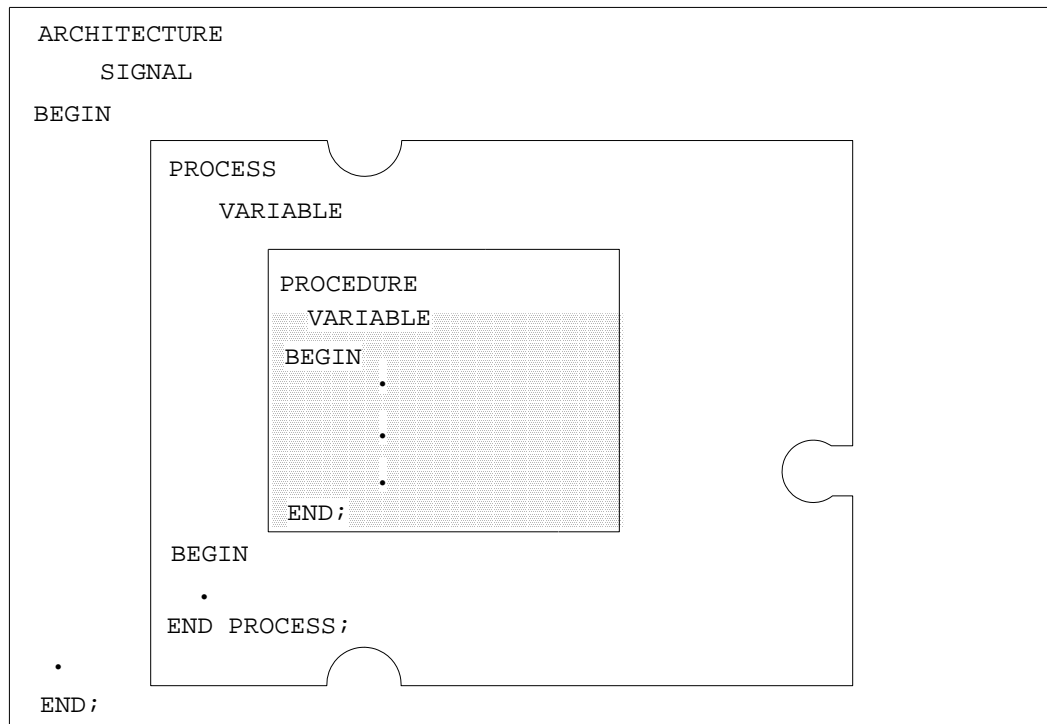 ARCHITECTURE
SIGNAL
BEGIN
PROCESS
VARIABLE
PROCEDURE
VARIABLE
BEGIN
.
.
.
END;
BEGIN
.
END PROCESS;
.
END;